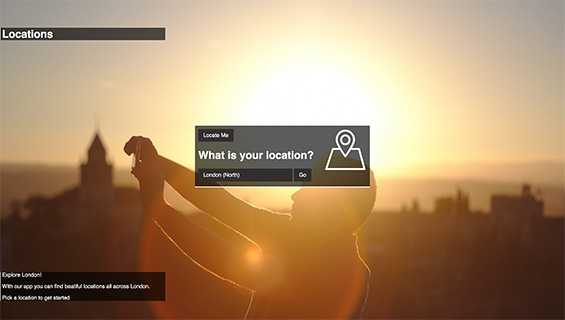 Locations
Locate Me
What is your location?
London (North)
Go
Explore London!
With our app you can find beatiful locations all across London.
Pick a location to get started